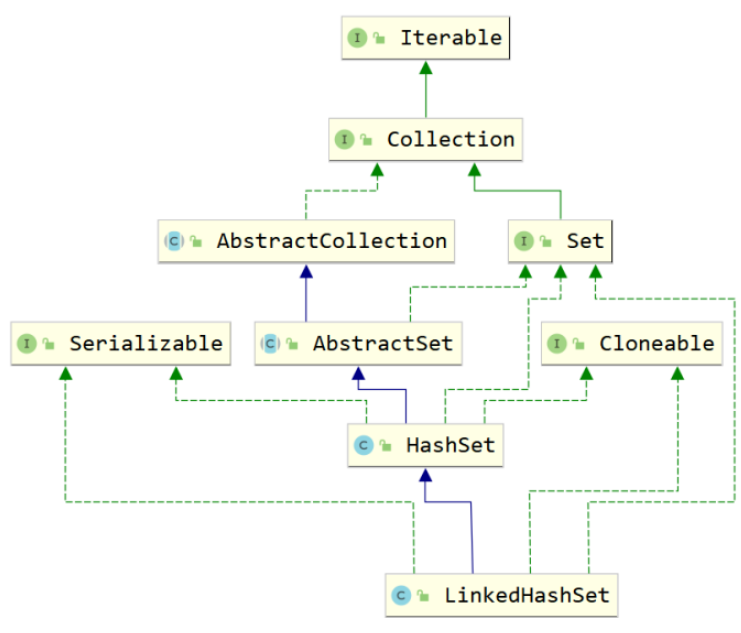 I Iterable
I Collection
C AbstractCollection
I Set
I Serializable
C AbstractSet
I Cloneable
C HashSet
C LinkedHashSet